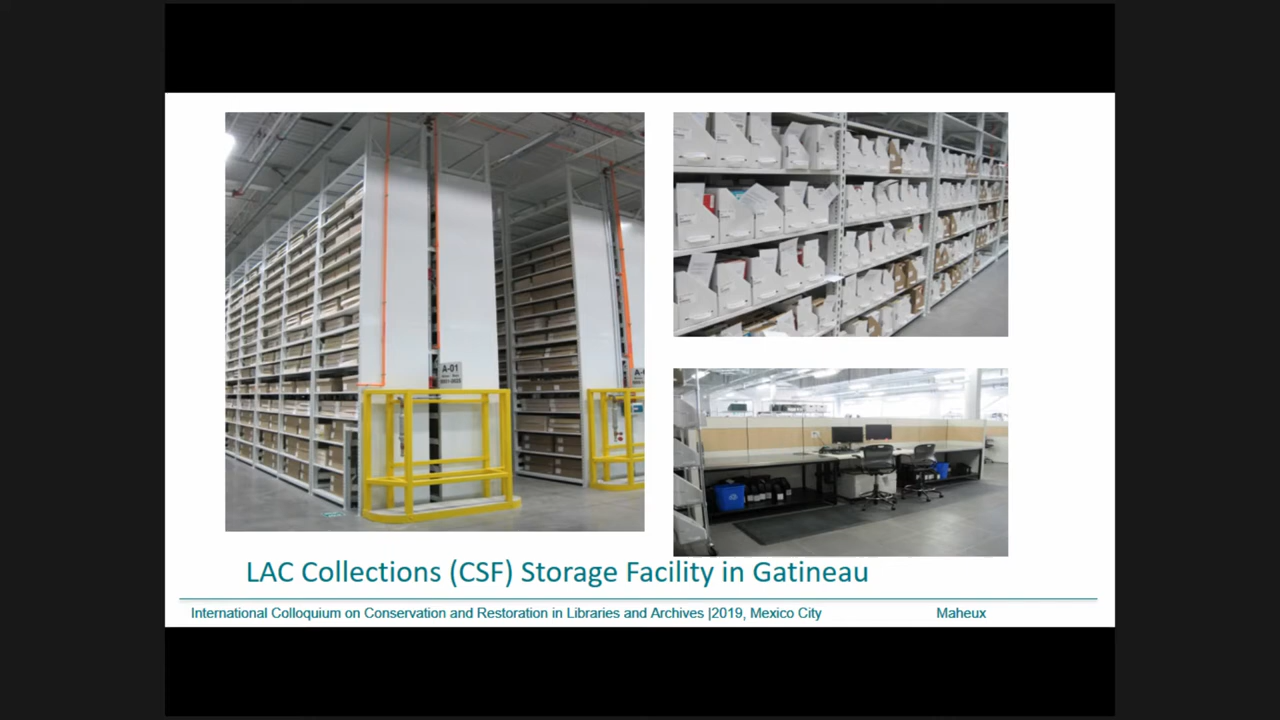 A-01
LAC Collections (CSF) Storage Facility in Gatineau
International Colloquium on Conservation and Restoration in Libraries and Archives |2019, Mexico City
Maheux